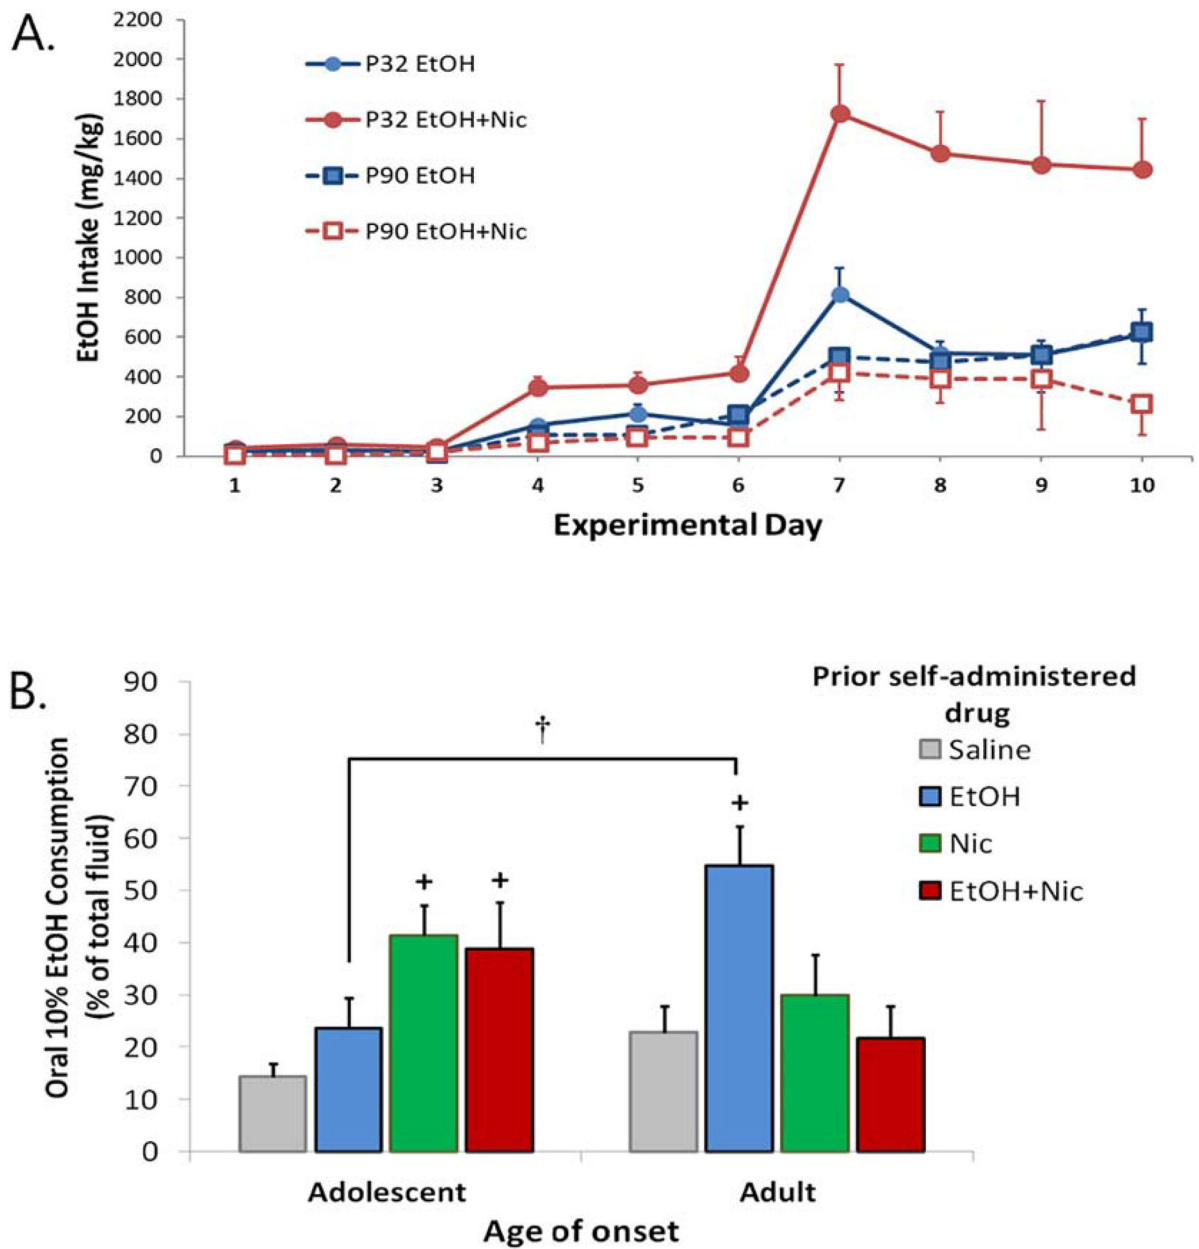 A.
2200
2000
1800
1600
1400
1200
1000
800
600
400
200
0
EtOH Intake (mg/kg)
P32 EtOH
P32 EtOH+Nic
P90 EtOH
P90 EtOH+Nic
1 2 3 4 5 6 7 8 9 10
Experimental Day
B.
90
80
70
60
50
40
30
20
10
0
Oral 10% EtOH Consumption
(% of total fluid)
†
+ + +
Prior self-administered
drug
Saline
EtOH
Nic
EtOH+Nic
Adolescent Adult
Age of onset